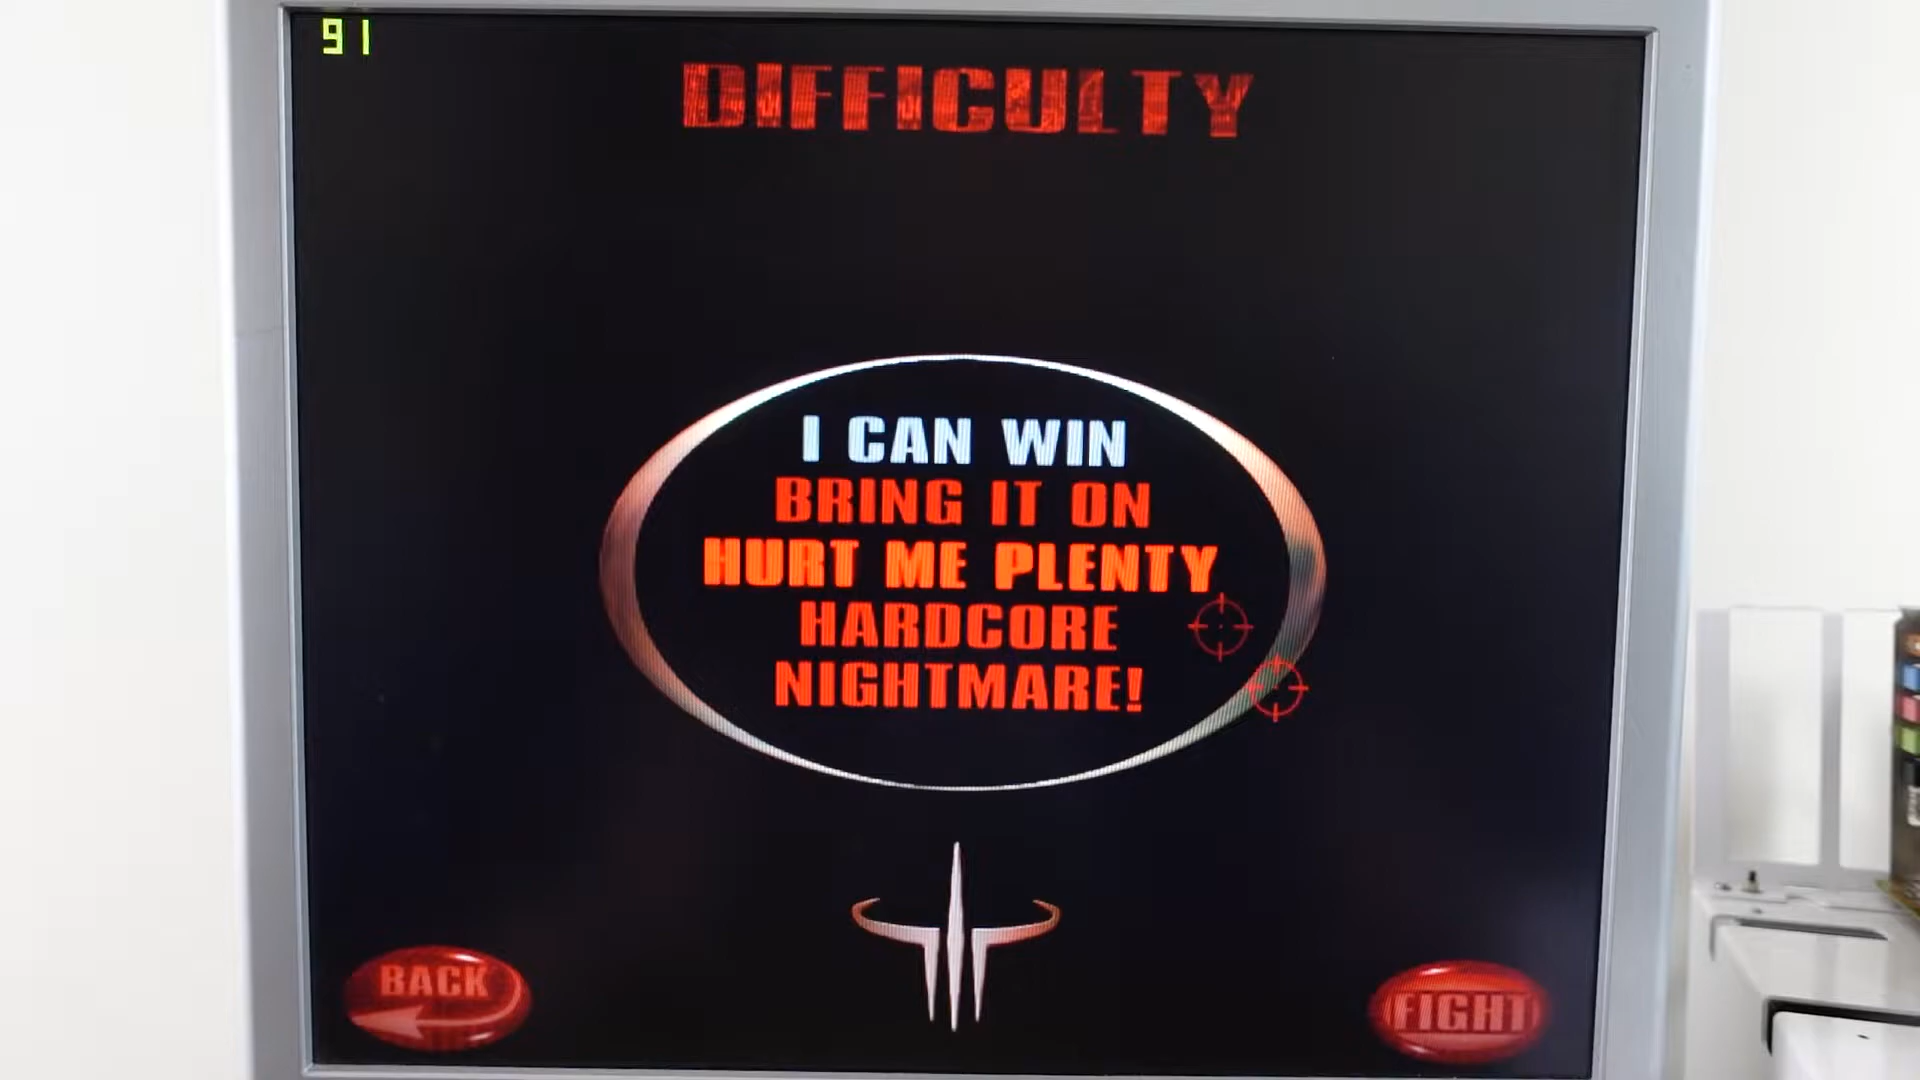 91
DIFFICULTY
I CAN WIN
BRING IT ON
HURT ME PLENTY
HARDCORE
NIGHTMARE!
BACK
FIGHT